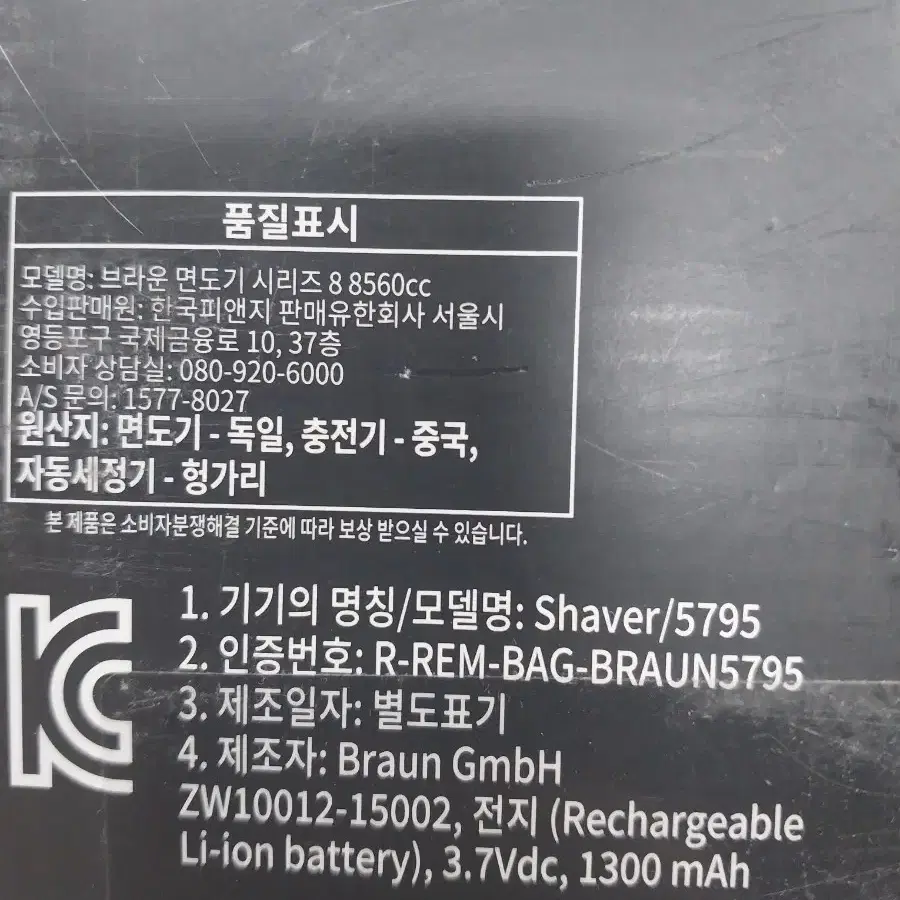 품질표시
모델명: 브라운 면도기 시리즈 8 8560cc
수입판매원: 한국피앤지 판매유한회사 서울시
영등포구 국제금융로 10, 37층
소비자 상담실: 080-920-6000
A/S 문의: 1577-8027
원산지: 면도기 - 독일, 충전기 - 중국,
자동세정기 - 헝가리
본 제품은 소비자분쟁해결 기준에 따라 보상 받으실 수 있습니다.
1. 기기의 명칭/모델명: Shaver/5795
2. 인증번호: R-REM-BAG-BRAUN5795
3. 제조일자: 별도표기
4. 제조자: Braun GmbH
ZW10012-15002, 전지 (Rechargeable
Li-ion battery), 3.7Vdc, 1300 mAh